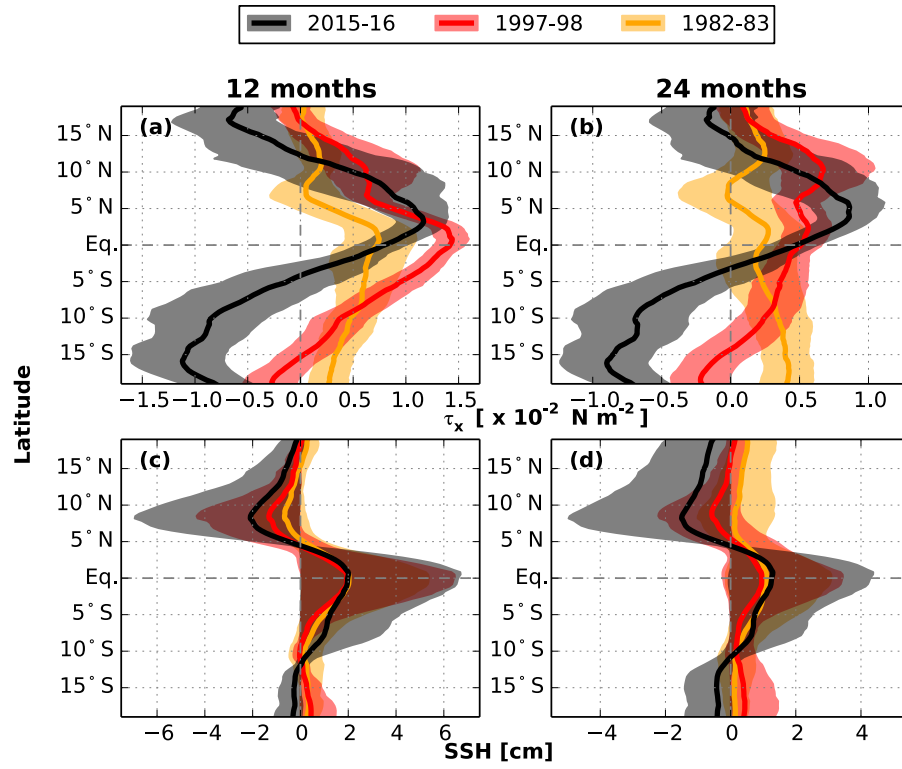 2015-16 1997-98 1982-83
12 months 24 months
(a) (b)
15°N 15°N
10°N 10°N
5°N 5°N
Eq. Eq.
5°S 5°S
10°S 10°S
15°S 15°S
-1.5 -1.0 -0.5 0.0 0.5 1.0 1.5 -1.0 -0.5 0.0 0.5 1.0
τx [ x 10⁻² N m⁻²]
Latitude
(c) (d)
15°N 15°N
10°N 10°N
5°N 5°N
Eq. Eq.
5°S 5°S
10°S 10°S
15°S 15°S
−6 −4 −2 0 2 4 6 −4 −2 0 2 4
SSH [cm]